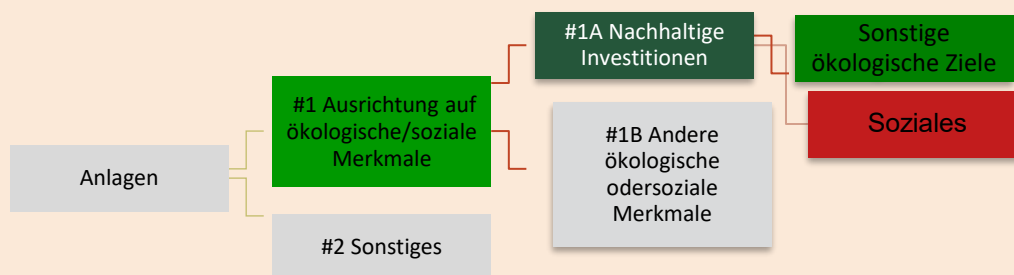 Anlagen
#1 Ausrichtung auf
ökologische/soziale
Merkmale
#2 Sonstiges
#1A Nachhaltige
Investitionen
#1B Andere
ökologische
odersoziale
Merkmale
Sonstige
ökologische Ziele
Soziales